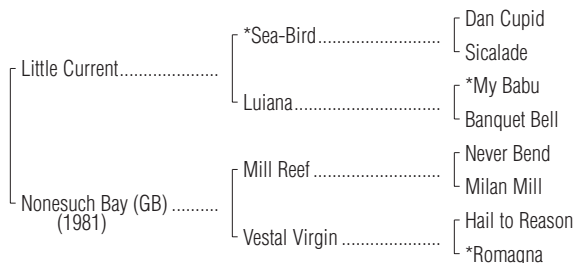 Little Current....................
*Sea-Bird.........................
Dan Cupid
Sicalade
Luiana..............................
*My Babu
Banquet Bell
Nonesuch Bay (GB) ..........
(1981)
Mill Reef ..........................
Never Bend
Milan Mill
Vestal Virgin ....................
Hail to Reason
*Romagna